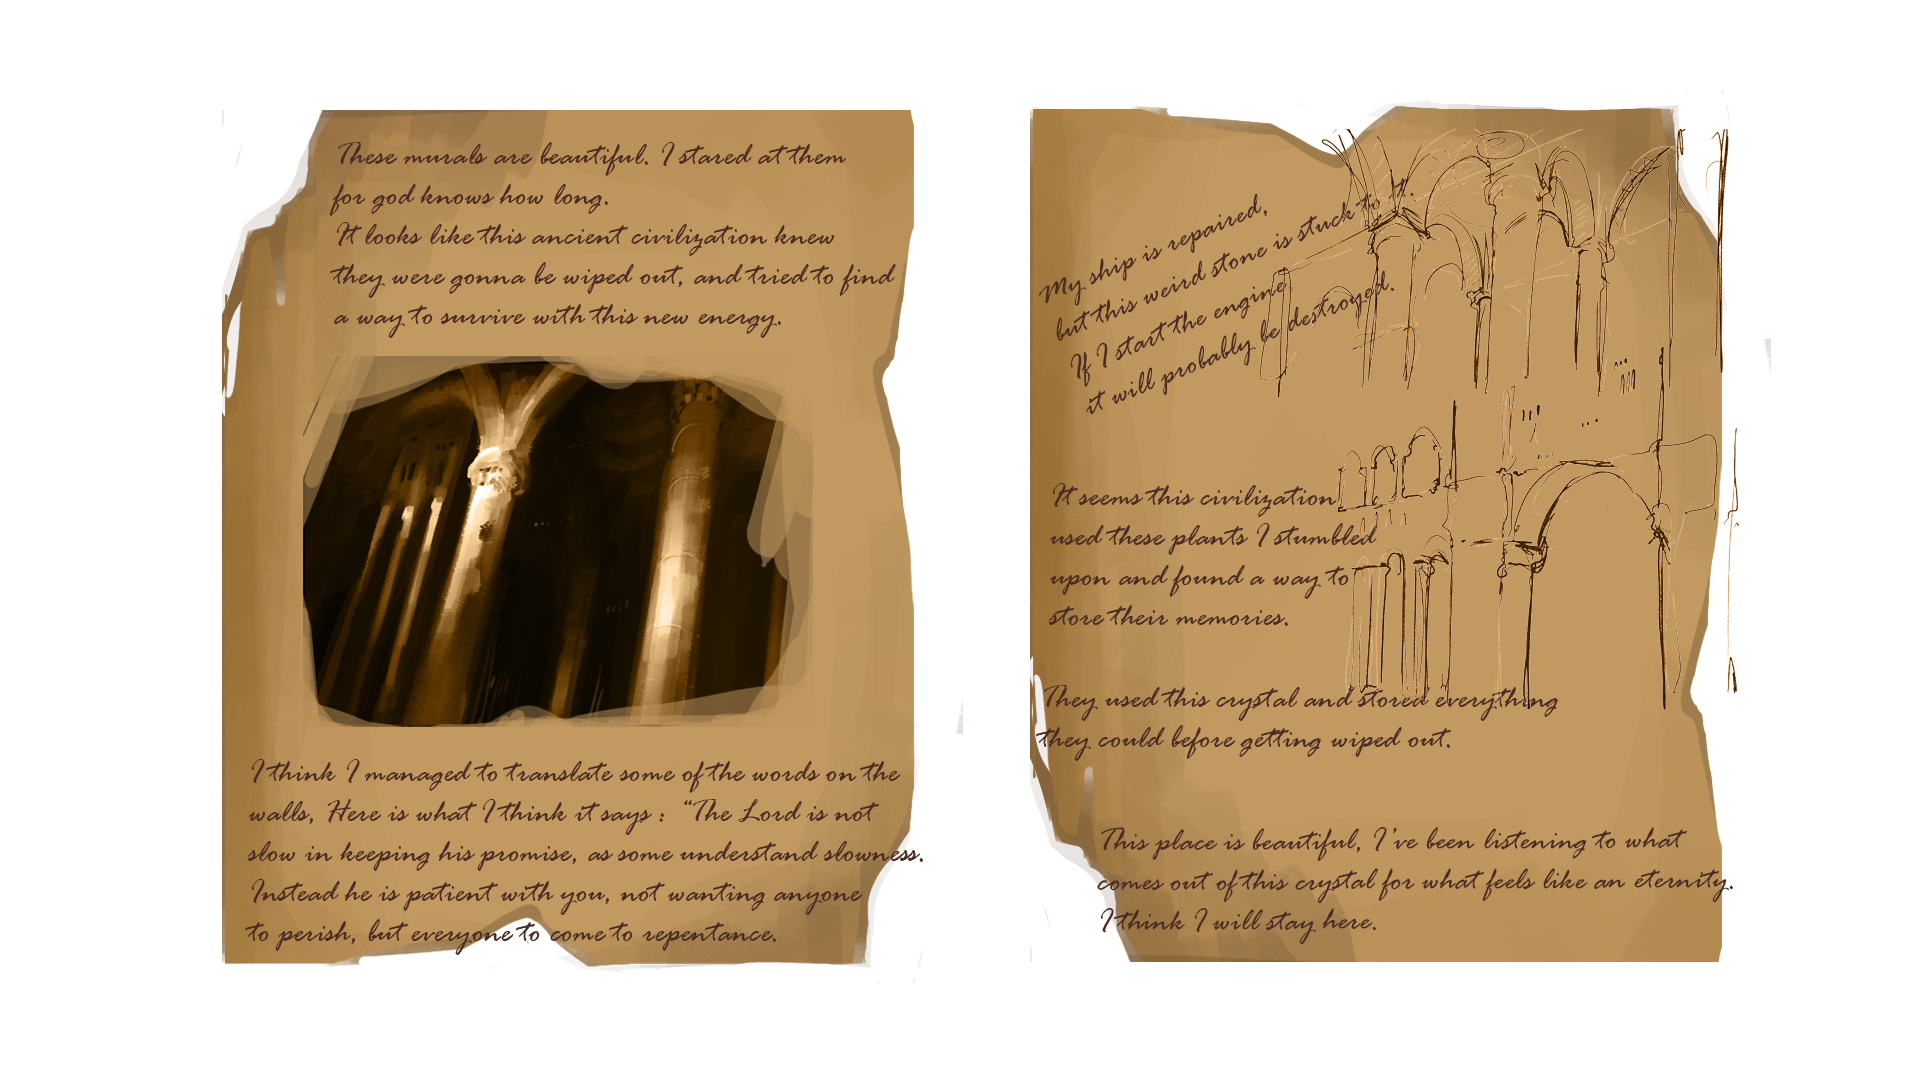 These murals are beautiful. I stared at them
for god knows how long.
It looks like this ancient civilization knew
they were gonna be wiped out, and tried to find
a way to survive with this new energy.
I think I managed to translate some of the words on the
walls, Here is what I think it says : “The Lord is not
slow in keeping his promise, as some understand slowness.
Instead he is patient with you, not wanting anyone
to perish, but everyone to come to repentance.
My ship is repaired,
but this weird stone is stuck to it.
If I start the engine
it will probably be destroyed.
It seems this civilization
used these plants I stumbled
upon and found a way to
store their memories.
They used this crystal and stored everything
they could before getting wiped out.
This place is beautiful, I've been listening to what
comes out of this crystal for what feels like an eternity.
I think I will stay here.